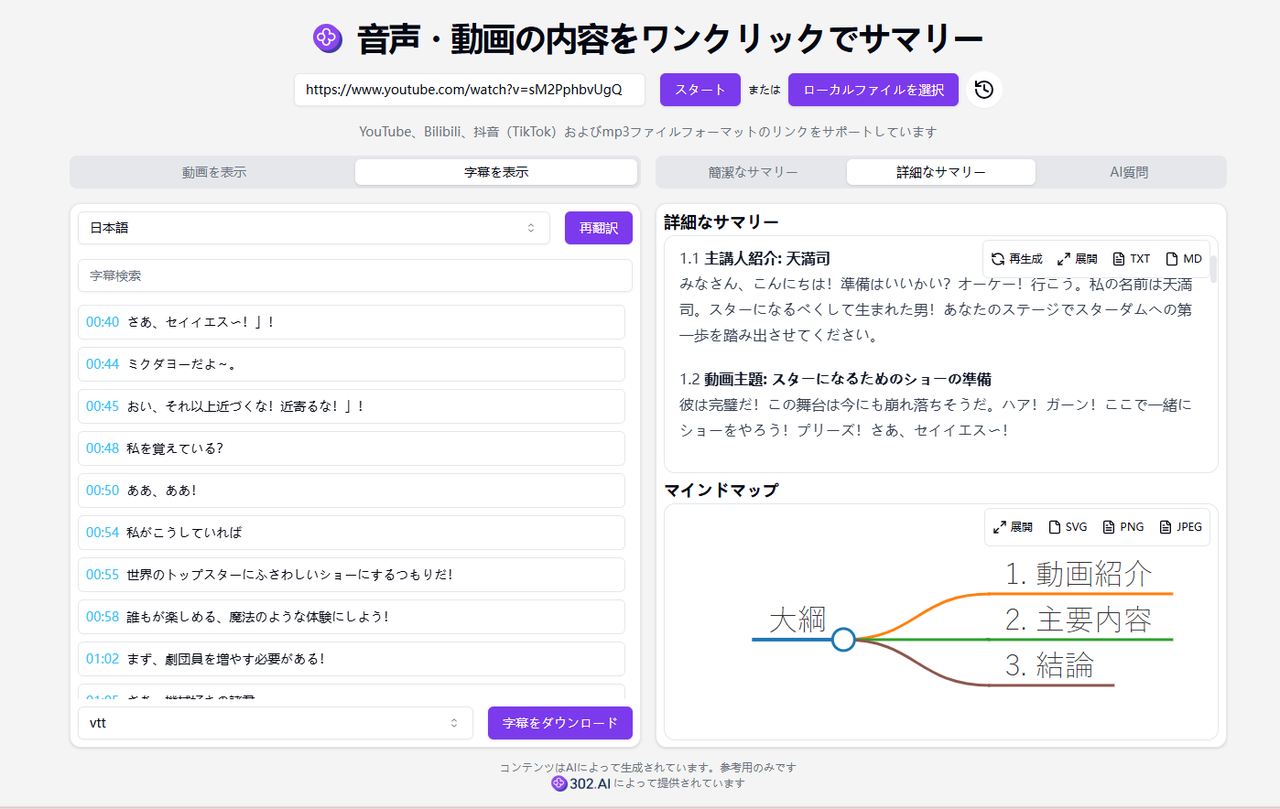 音声・動画の内容をワンクリックでサマリー
https://www.youtube.com/watch?v=sM2PphbvUgQ
スタート
または
ローカルファイルを選択
YouTube、Bilibili、抖音（TikTok）およびmp3ファイルフォーマットのリンクをサポートしています
動画を表示
字幕を表示
簡潔なサマリー
詳細なサマリー
AI質問
日本語
再翻訳
字幕検索
00:40 さあ、セイイエス〜！」！
00:44 ミクダヨーだよ～。
00:45 おい、それ以上近づくな！近寄るな！」！
00:48 私を覚えている？
00:50 ああ、ああ！
00:54 私がこうしていれば
00:55 世界のトップスターにふさわしいショーにするつもりだ！
00:58 誰もが楽しめる、魔法のような体験にしよう！
01:02 まず、劇団員を増やす必要がある！
vtt
字幕をダウンロード
詳細なサマリー
再生成
展開
TXT
MD
1.1 主講人紹介: 天満司
みなさん、こんにちは！準備はいいかい？オーケー！行こう。私の名前は天満
司。スターになるべくして生まれた男！あなたのステージでスターダムへの第
一歩を踏み出させてください。
1.2 動画主題: スターになるためのショーの準備
彼は完璧だ！この舞台は今にも崩れ落ちそうだ。ハア！ガーン！ここで一緒に
ショーをやろう！プリーズ！さあ、セイイエス〜！
マインドマップ
展開
SVG
PNG
JPEG
大綱
1. 動画紹介
2. 主要内容
3. 結論
コンテンツはAIによって生成されています。参考用のみです
302.AI によって提供されています